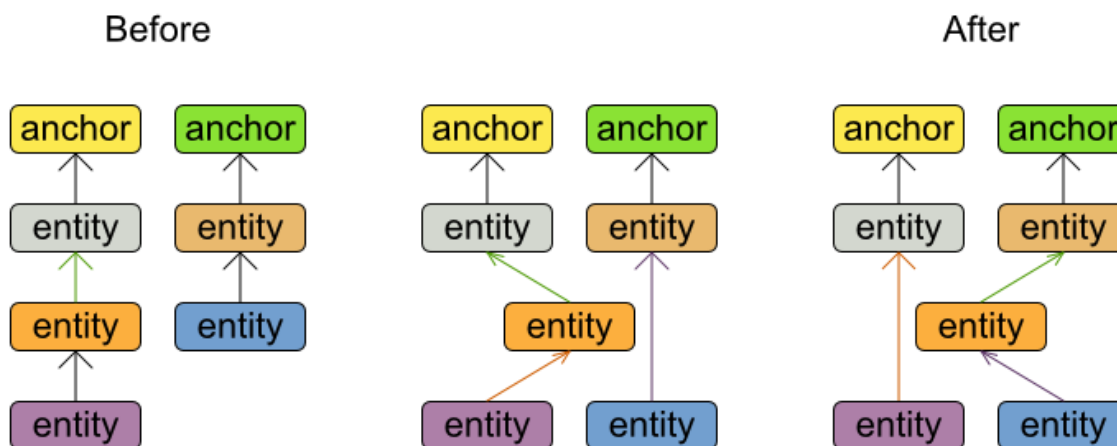 Before After
anchor anchor anchor anchor anchor anchor
entity entity entity entity entity entity
entity entity entity entity
entity entity entity entity entity